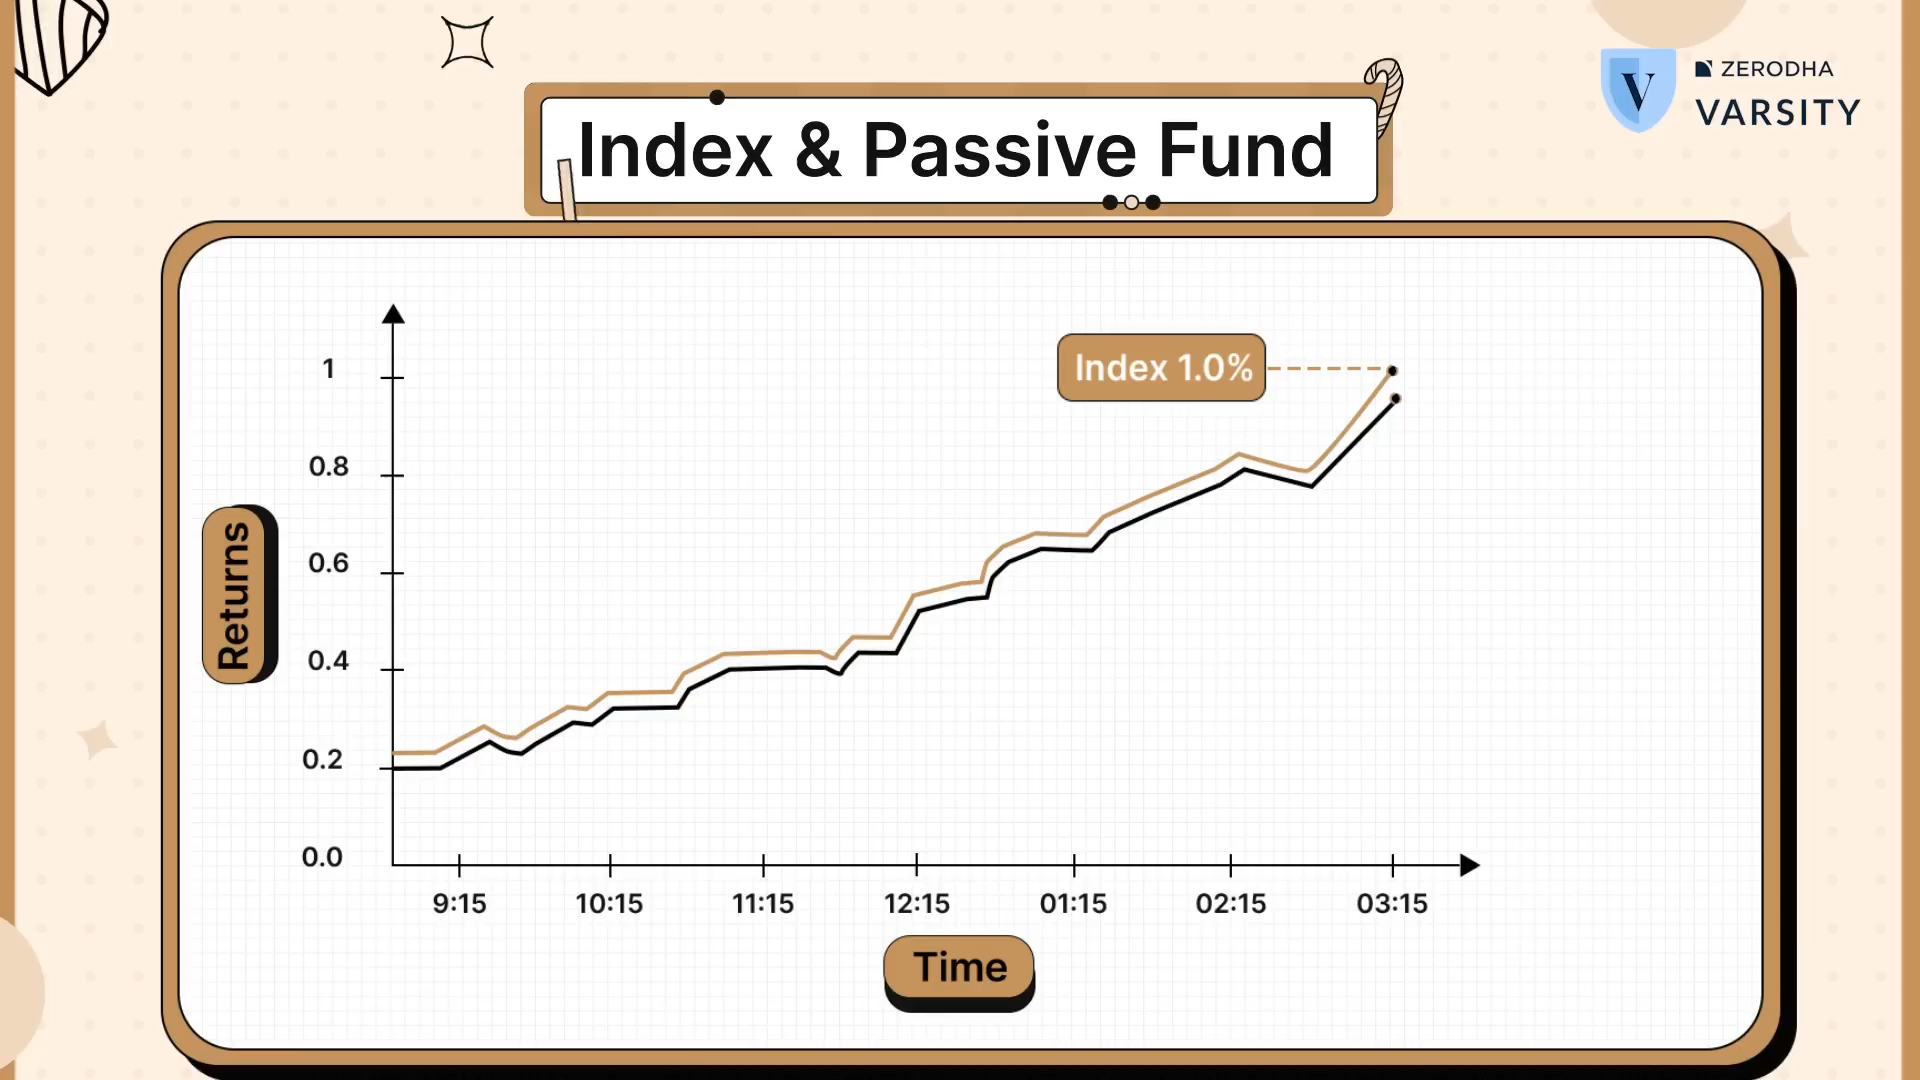 ZERODHA
VARSITY
Index & Passive Fund
Index 1.0%
1
0.8
0.6
0.4
0.2
0.0
Returns
9:15 10:15 11:15 12:15 01:15 02:15 03:15
Time